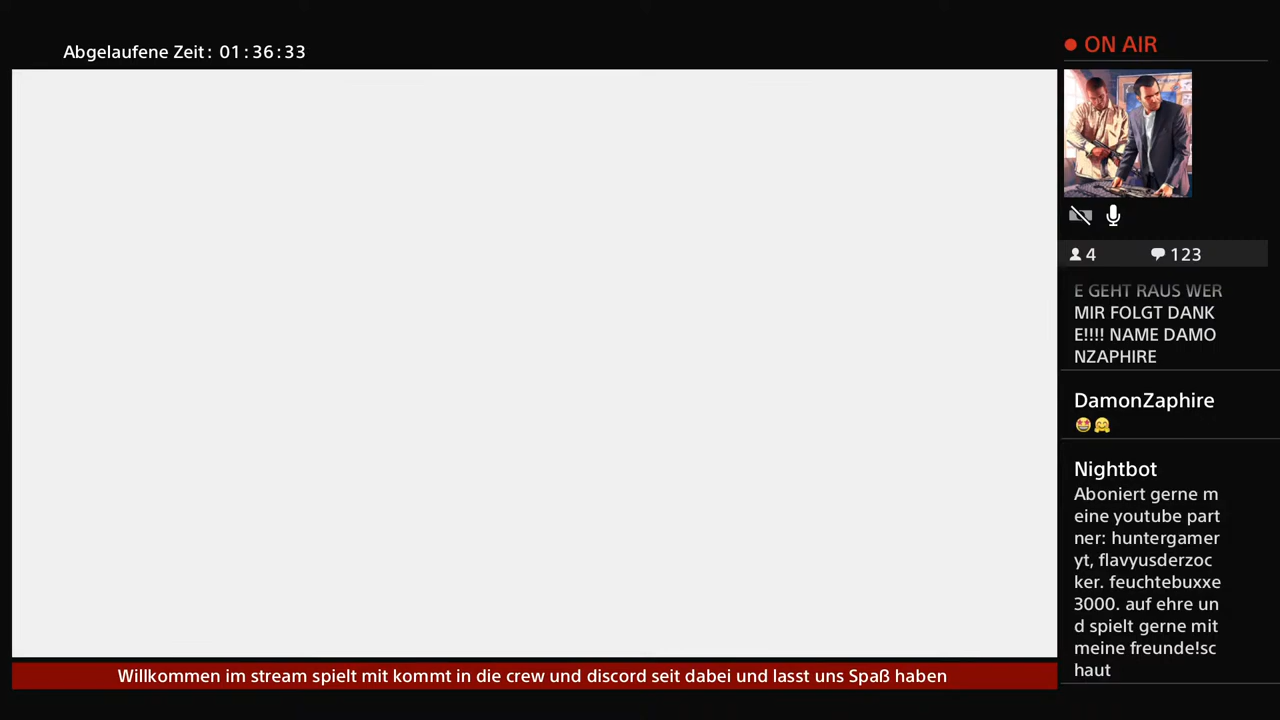 Abgelaufene Zeit: 01:36:33
ON AIR
4 123
E GEHT RAUS WER
MIR FOLGT DANK
E!!!! NAME DAMO
NZAPHIRE
DamonZaphire
🤩🤗
Nightbot
Aboniert gerne m
eine youtube part
ner: huntergamer
yt, flavyusderzoc
ker. feuchtebuxxe
3000. auf ehre un
d spielt gerne mit
meine freunde!sc
haut
Willkommen im stream spielt mit kommt in die crew und discord seit dabei und lasst uns Spaß haben